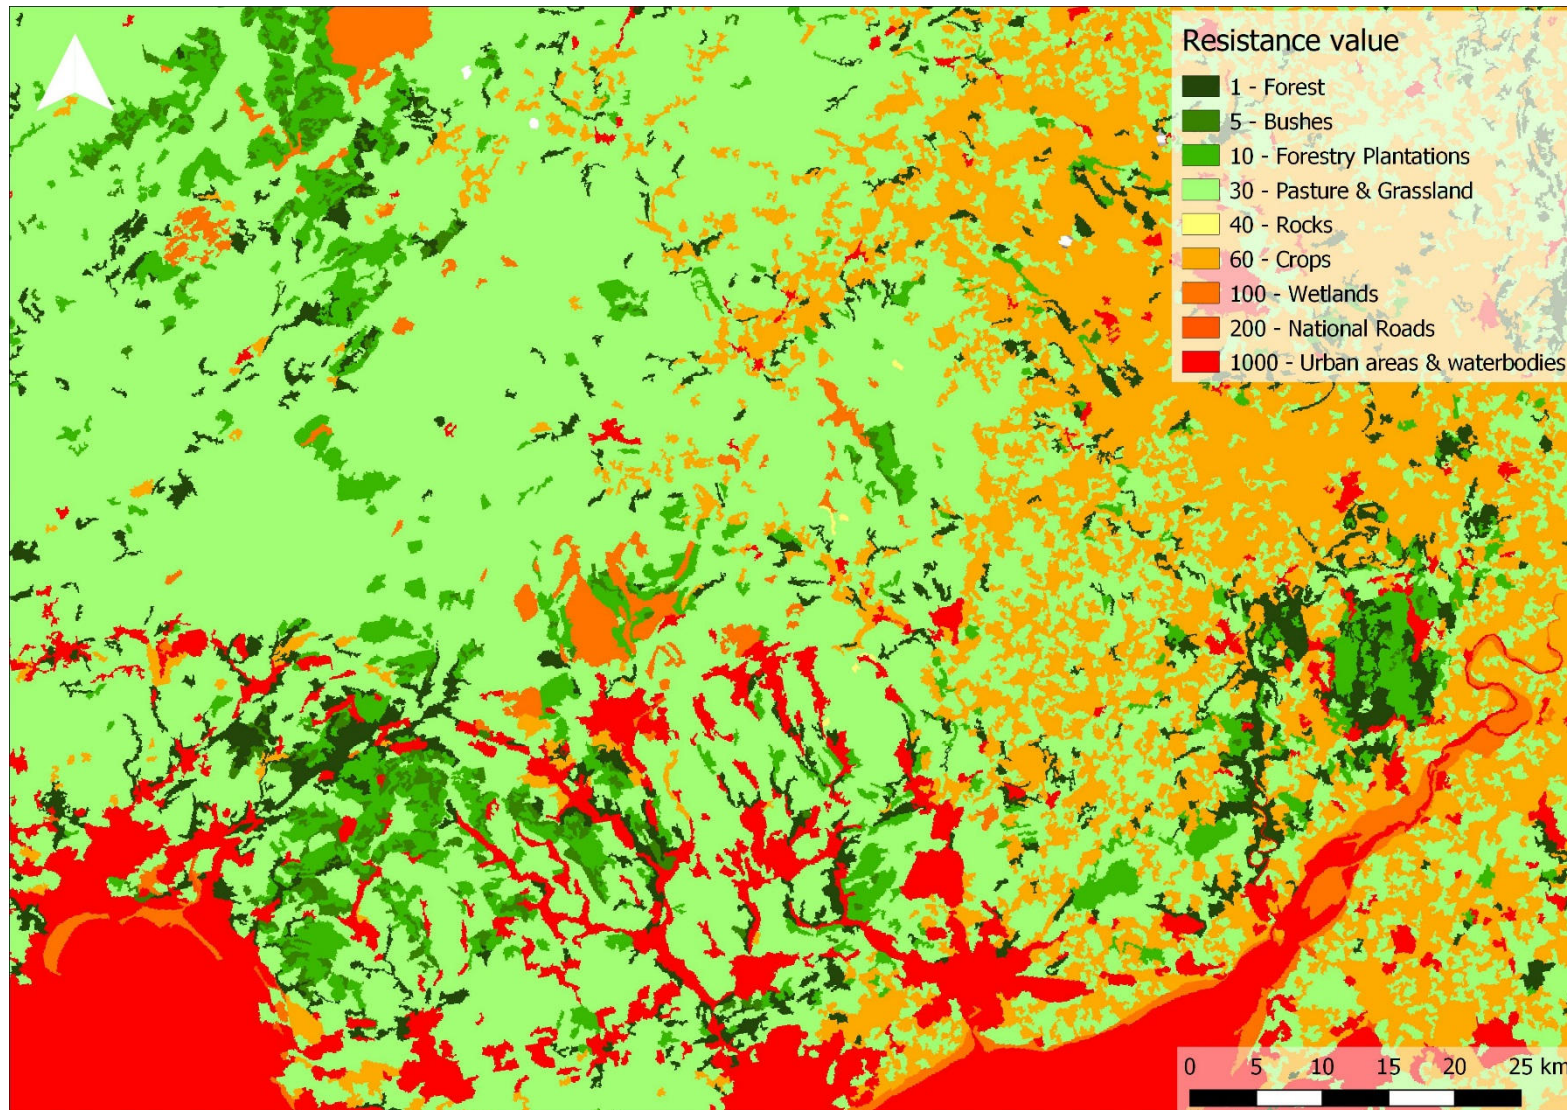 Resistance value
1 - Forest
5 - Bushes
10 - Forestry Plantations
30 - Pasture & Grassland
40 - Rocks
60 - Crops
100 - Wetlands
200 - National Roads
1000 - Urban areas & waterbodies
0 5 10 15 20 25 km